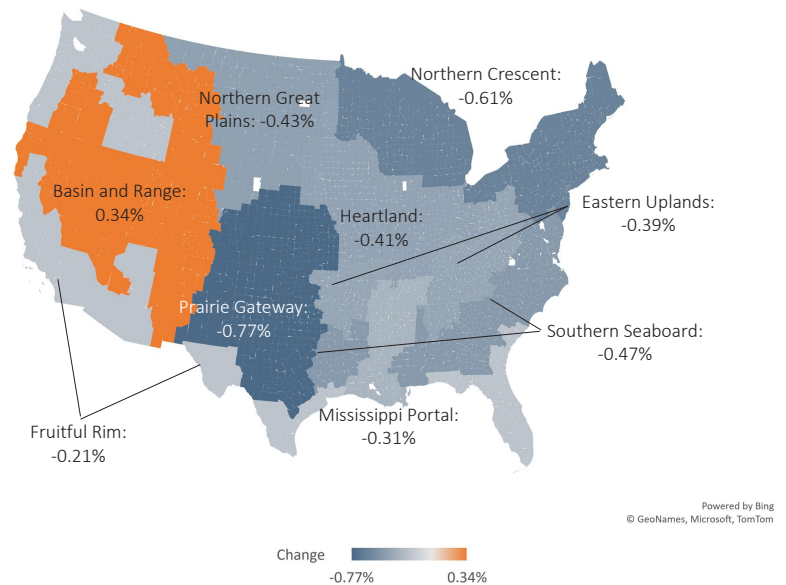 Northern Crescent:
-0.61%
Northern Great
Plains: -0.43%
Basin and Range:
0.34%
Heartland:
-0.41%
Eastern Uplands:
-0.39%
Prairie Gateway:
-0.77%
Southern Seaboard:
-0.47%
Mississippi Portal:
-0.31%
Fruitful Rim:
-0.21%
Powered by Bing
© GeoNames, Microsoft, TomTom
Change
-0.77% 0.34%